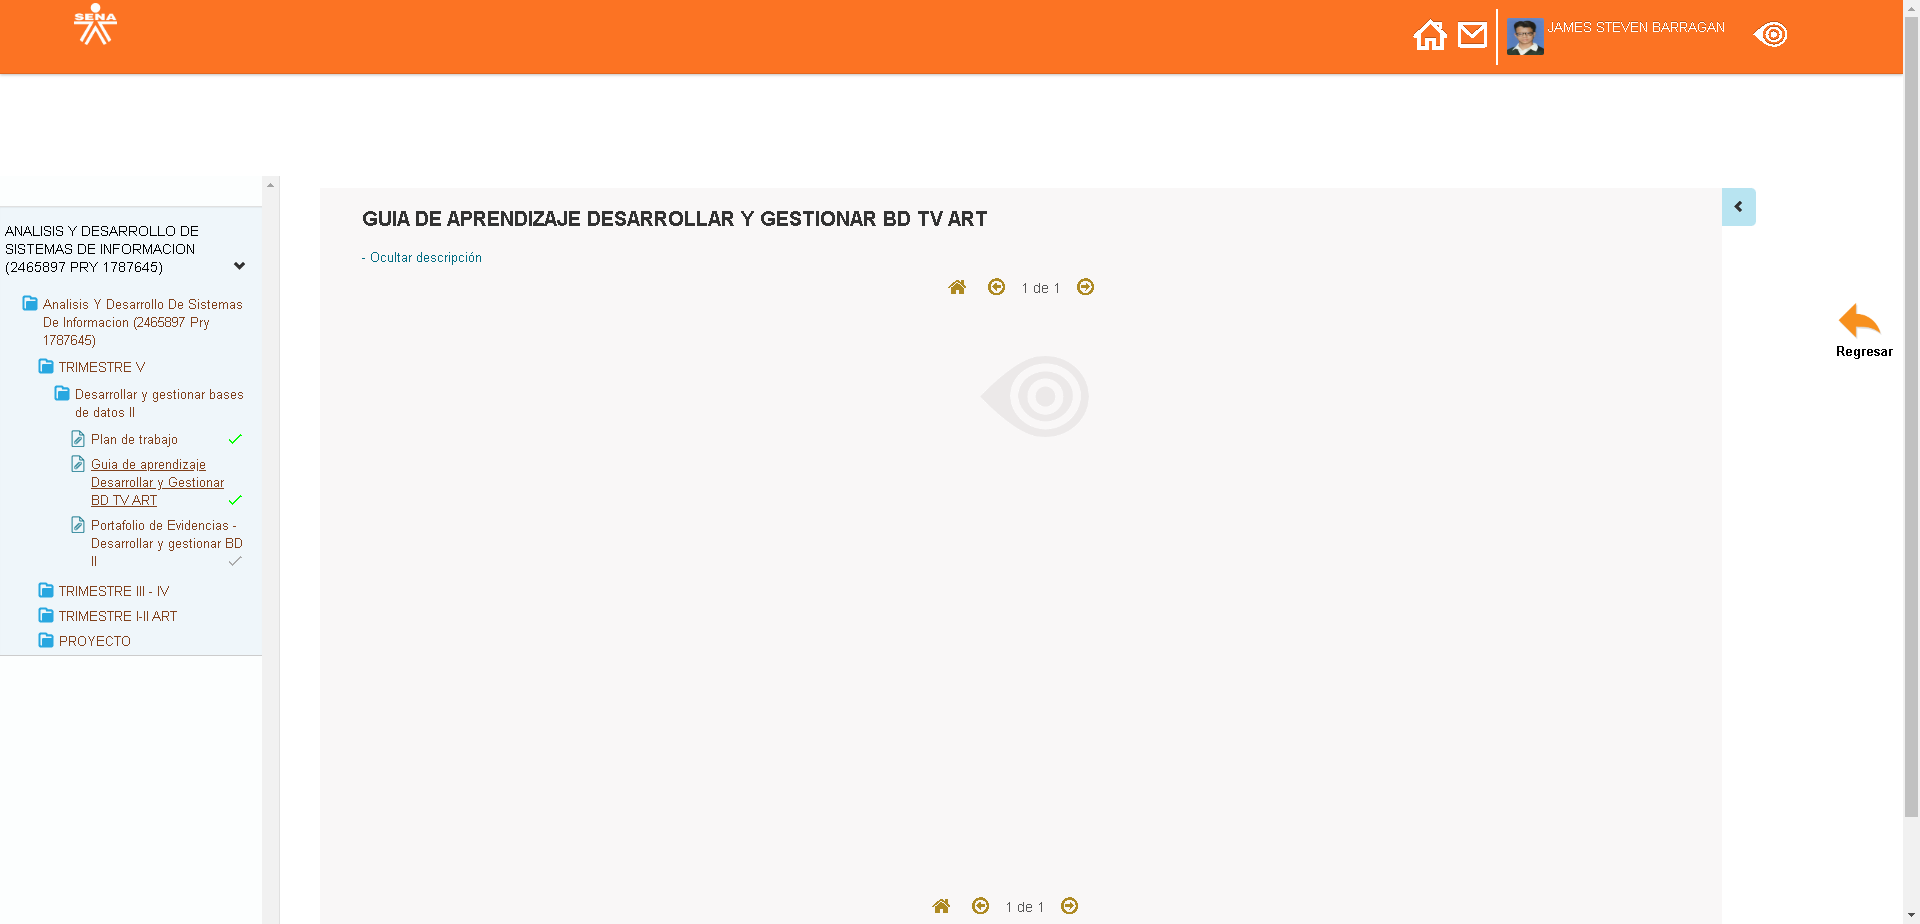 SENA
JAMES STEVEN BARRAGAN
ANALISIS Y DESARROLLO DE
SISTEMAS DE INFORMACION
(2465897 PRY 1787645)
Analisis Y Desarrollo De Sistemas
De Informacion (2465897 Pry
1787645)
TRIMESTRE V
Desarrollar y gestionar bases
de datos II
Plan de trabajo
Guia de aprendizaje
Desarrollar y Gestionar
BD TV ART
Portafolio de Evidencias -
Desarrollar y gestionar BD
II
TRIMESTRE III - IV
TRIMESTRE I-II ART
PROYECTO
GUIA DE APRENDIZAJE DESARROLLAR Y GESTIONAR BD TV ART
- Ocultar descripción
1 de 1
Regresar
1 de 1